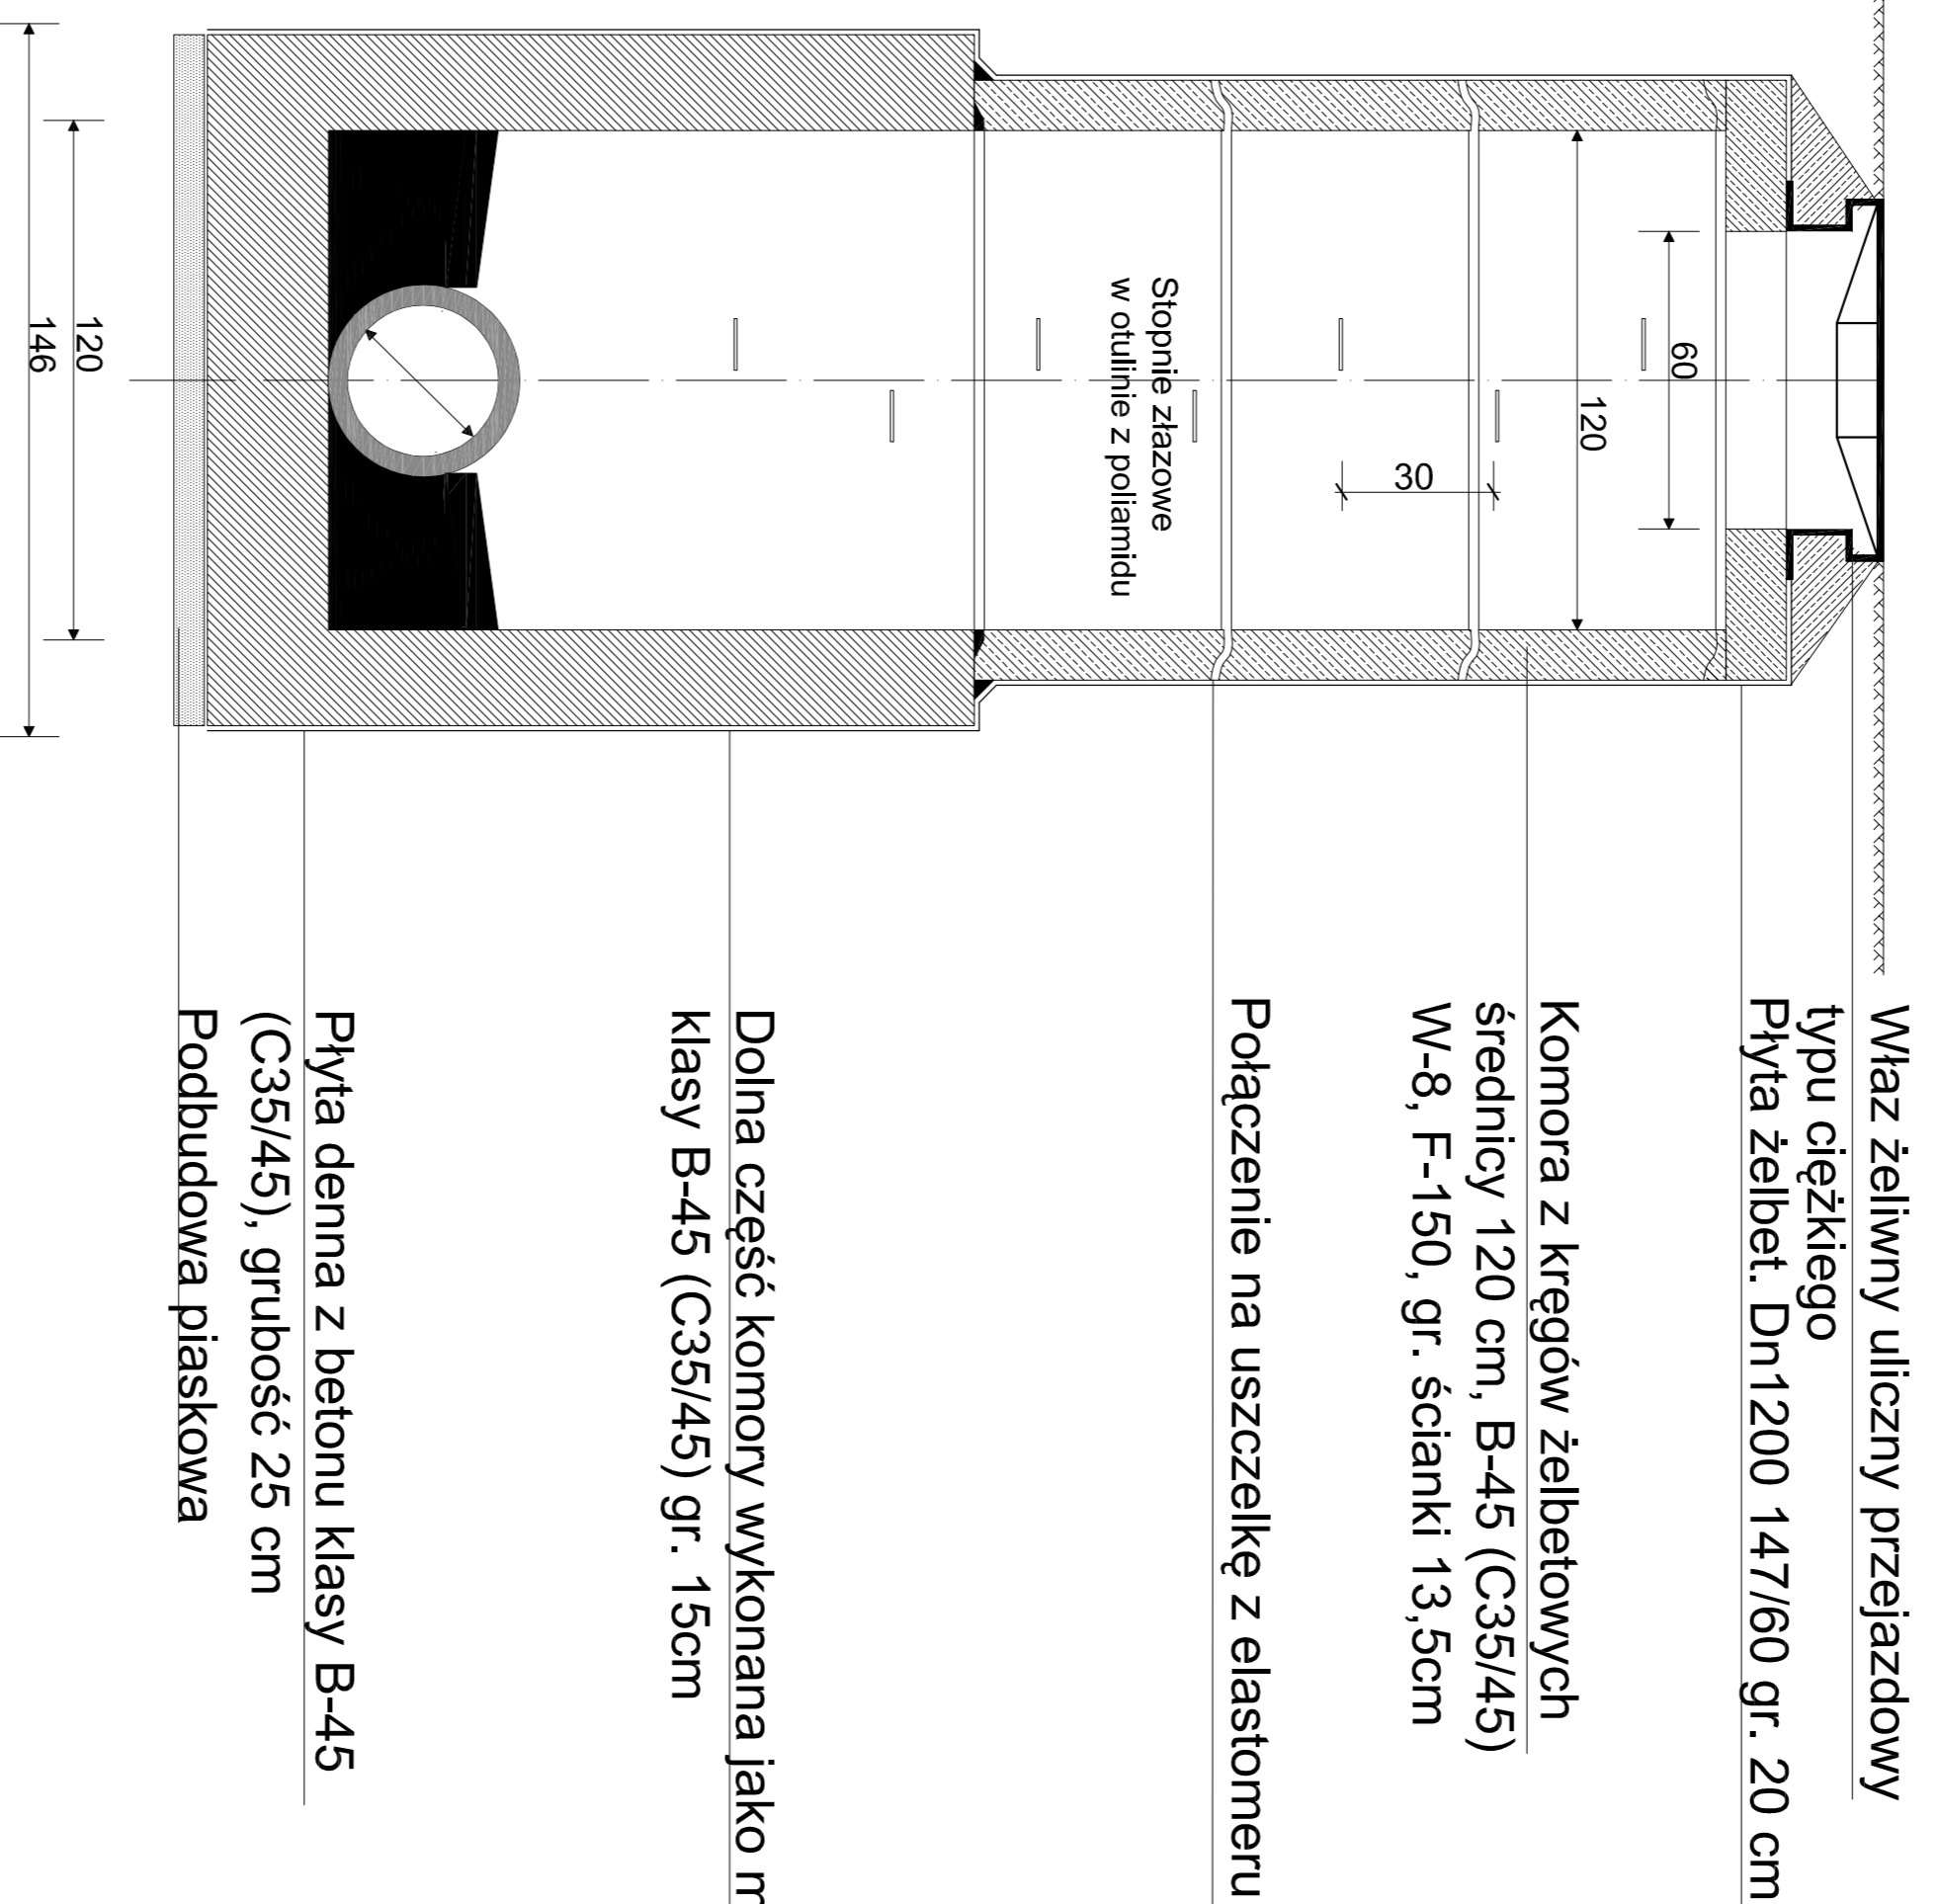 Właz żeliwny uliczny przejazdowy
typu ciężkiego
Płyta żelbet. Dn1200 147/60 gr. 20 cm
Komora z kręgów żelbetowych
średnicy 120 cm, B-45 (C35/45)
W-8, F-150, gr. ścianki 13,5cm
Połączenie na uszczelkę z elastomeru
Dolna część komory wykonana jako m
klasy B-45 (C35/45) gr. 15cm
Płyta denna z betonu klasy B-45
(C35/45), grubość 25 cm
Podbudowa piaskowa
60
120
30
Stopnie złazowe
w otulinie z poliamidu
120
146